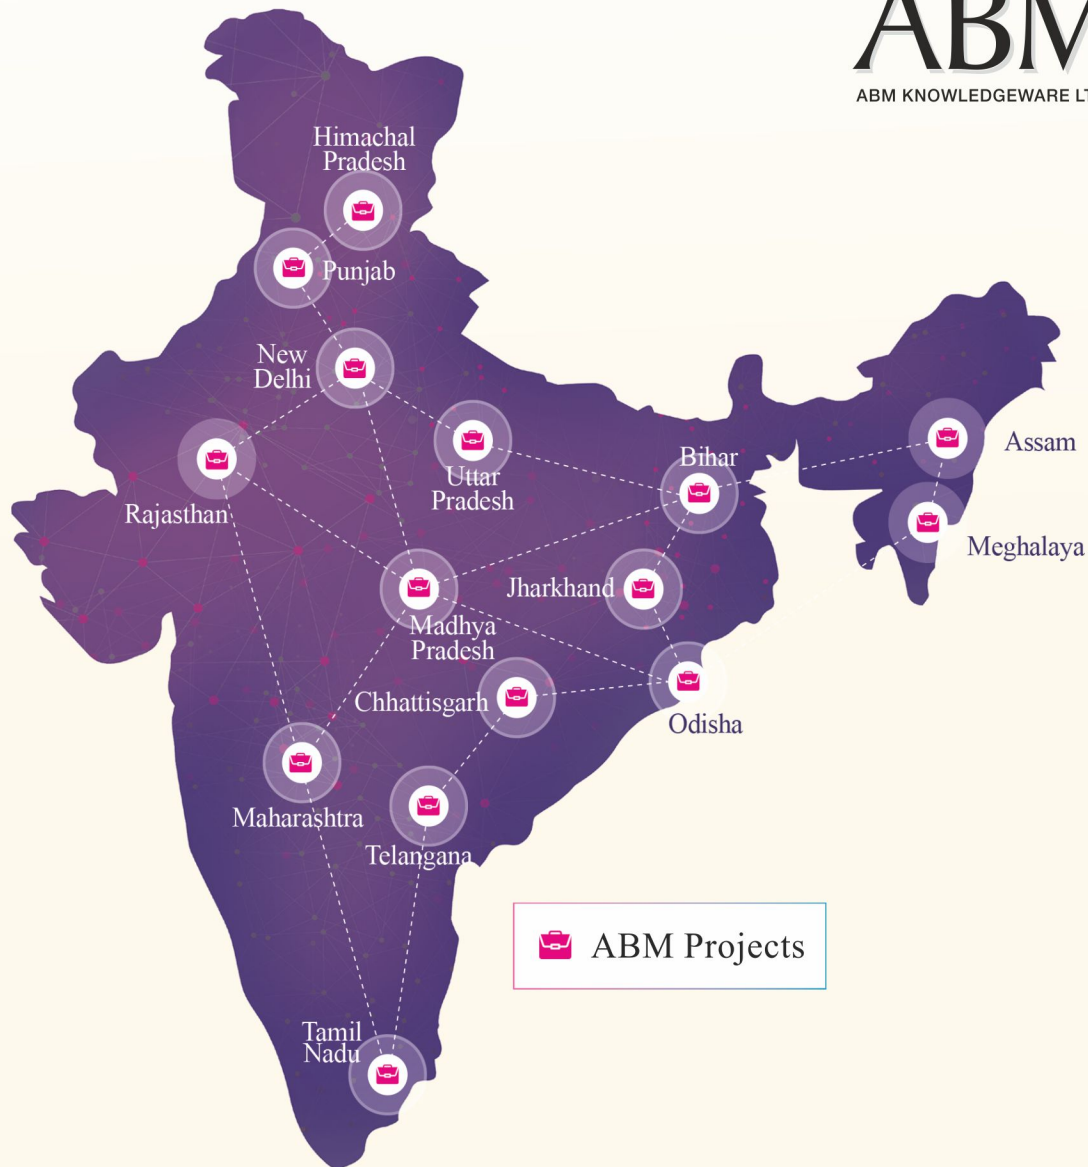 ABM
ABM KNOWLEDGEWARE
Himachal
Pradesh
Punjab
New
Delhi
Uttar
Pradesh
Bihar
Assam
Rajasthan
Meghalaya
Jharkhand
Madhya
Pradesh
Chhattisgarh
Odisha
Maharashtra
Telangana
ABM Projects
Tamil
Nadu